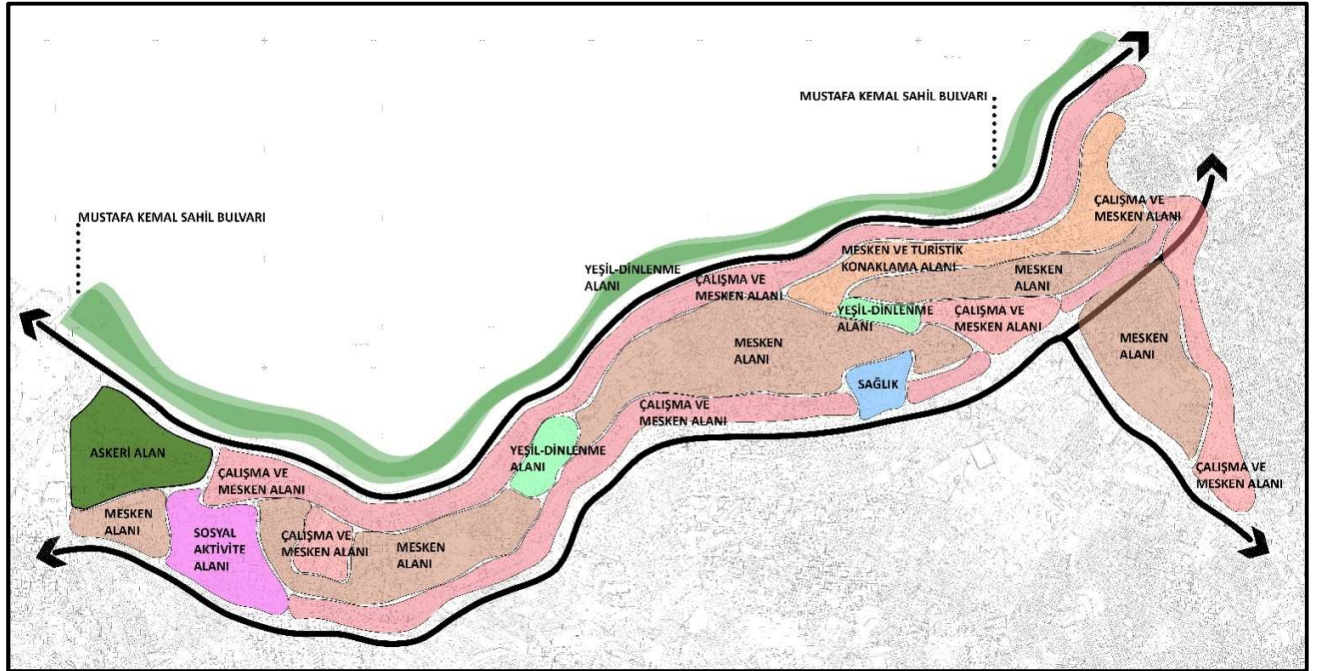 MUSTAFA KEMAL SAHİL BULVARI
MUSTAFA KEMAL SAHİL BULVARI
ÇALIŞMA VE
MESKEN ALANI
MESKEN VE TURİSTİK
KONAKLAMA ALANI
YEŞİL-DİNLENME
ALANI
ÇALIŞMA VE
MESKEN ALANI
MESKEN
ALANI
YEŞİL-DİNLENME
ALANI
ÇALIŞMA VE
MESKEN ALANI
MESKEN
ALANI
MESKEN
ALANI
SAĞLIK
ÇALIŞMA VE
MESKEN ALANI
YEŞİL-DİNLENME
ALANI
ASKERİ ALAN
ÇALIŞMA VE
MESKEN ALANI
ÇALIŞMA VE
MESKEN ALANI
MESKEN
ALANI
SOSYAL
AKTİVİTE
ALANI
ÇALIŞMA VE
MESKEN ALANI
MESKEN
ALANI